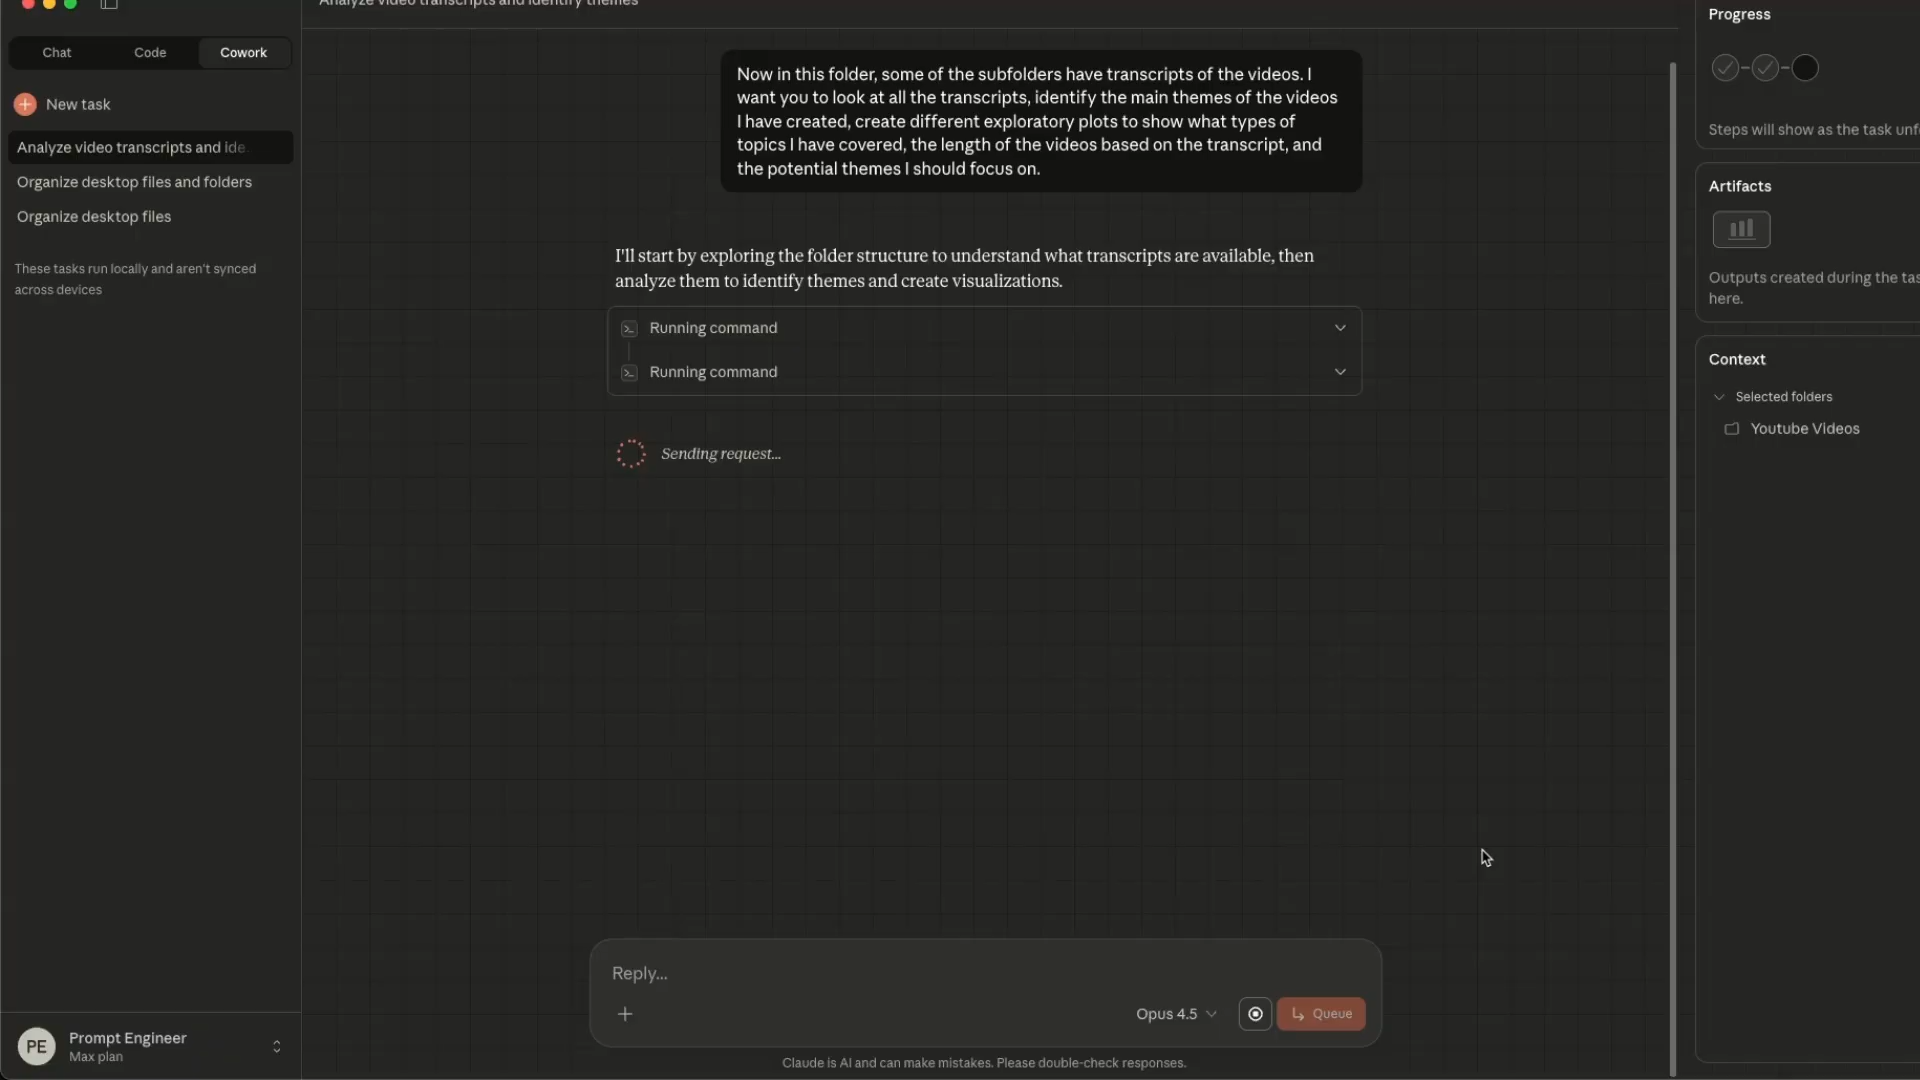 Analyze video transcripts and identify themes
Chat
Code
Cowork
New task
Analyze video transcripts and ide
Organize desktop files and folders
Organize desktop files
These tasks run locally and aren't synced
across devices
Now in this folder, some of the subfolders have transcripts of the videos. I
want you to look at all the transcripts, identify the main themes of the videos
I have created, create different exploratory plots to show what types of
topics I have covered, the length of the videos based on the transcript, and
the potential themes I should focus on.
I'll start by exploring the folder structure to understand what transcripts are available, then
analyze them to identify themes and create visualizations.
Running command
Running command
Sending request...
Reply...
Opus 4.5
Queue
Claude is AI and can make mistakes. Please double-check responses.
PE
Prompt Engineer
Max plan
Progress
Steps will show as the task unf
Artifacts
Outputs created during the tas
here.
Context
Selected folders
Youtube Videos